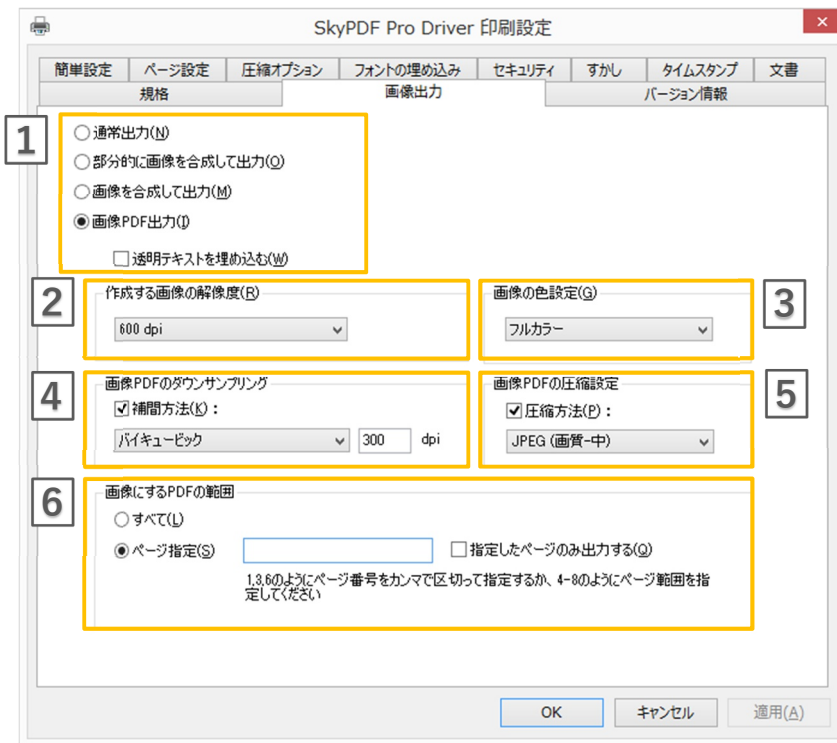 SkyPDF Pro Driver 印刷設定
簡単設定 ページ設定 圧縮オプション フォントの埋め込み セキュリティ すかし タイムスタンプ 文書
規格 画像出力 バージョン情報
1
通常出力(N)
部分的に画像を合成して出力(O)
画像を合成して出力(M)
画像PDF出力(I)
透明テキストを埋め込む(W)
2
作成する画像の解像度(R)
600 dpi
画像の色設定(G)
フルカラー
3
4
画像PDFのダウンサンプリング
補間方法(K):
バイキュービック 300 dpi
画像PDFの圧縮設定
圧縮方法(P):
JPEG (画質-中)
5
6
画像にするPDFの範囲
すべて(L)
ページ指定(S) 指定したページのみ出力する(Q)
1,3,6のようにページ番号をカンマで区切って指定するか、4-8のようにページ範囲を指
定してください
OK キャンセル 適用(A)